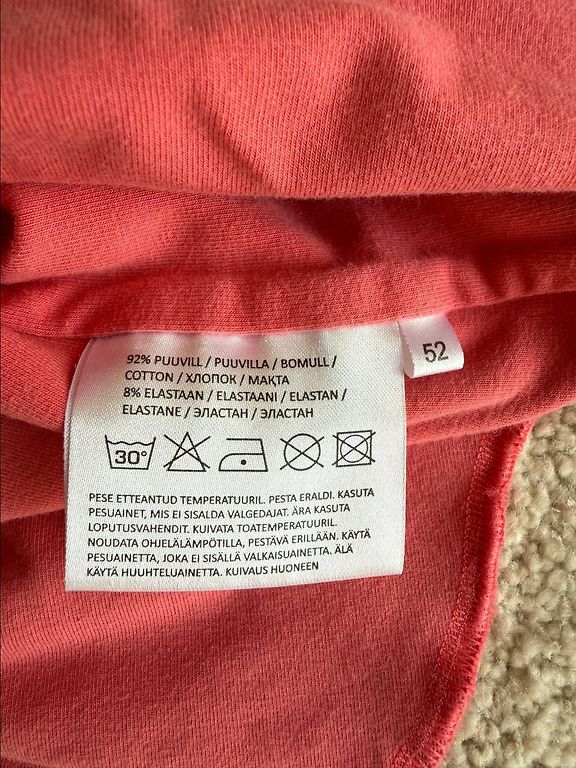 92% PUUVILL / PUUVILLA / BOMULL /
COTTON / ХЛОПОК / МАҚТА
8% ELASTAAN / ELASTAANI / ELASTAN /
ELASTANE / ЭЛАСТАН / ЭЛАСТАН
52
30°
PESE ETTEANTUD TEMPERATUURIL. PESTA ERALDI. KASUTA
PESUAINET, MIS EI SISALDA VALGEDAJAT. ÄRA KASUTA
LOPUTUSVAHENDIT. KUIVATA TOATEMPERATUURIL.
NOUDATA OHJELÄLÄMPÖTILLA, PESTÄVÄ ERILLÄÄN. KÄYTÄ
PESUAINETTA, JOKA EI SISÄLLÄ VALKAISUAINETTA. ÄLÄ
KÄYTÄ HUUHTELUAINETTA. KUIVAUS HUONEEN